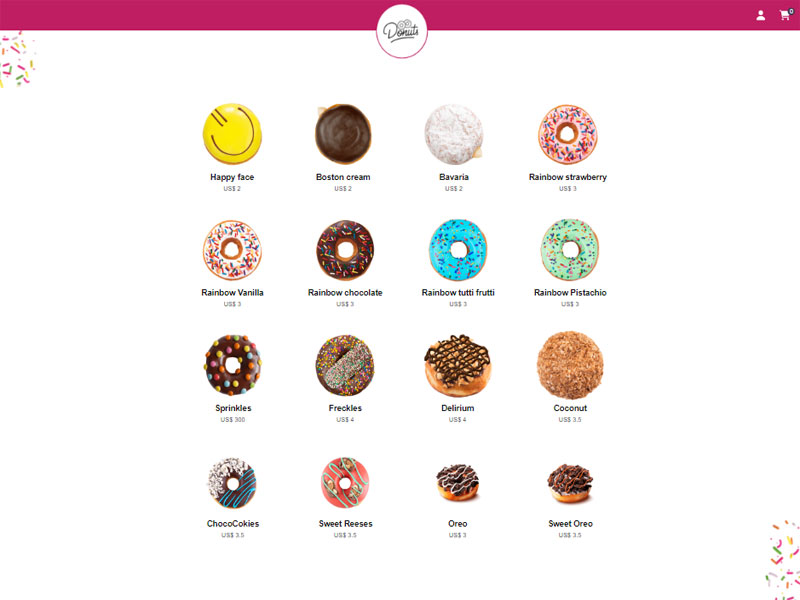 0
Donuts
Happy face
US$ 2
Boston cream
US$ 2
Bavaria
US$ 2
Rainbow strawberry
US$ 3
Rainbow Vanilla
US$ 3
Rainbow chocolate
US$ 3
Rainbow tutti frutti
US$ 3
Rainbow Pistachio
US$ 3
Sprinkles
US$ 300
Freckles
US$ 4
Delirium
US$ 4
Coconut
US$ 3.5
ChocoCokies
US$ 3.5
Sweet Reeses
US$ 3.5
Oreo
US$ 3
Sweet Oreo
US$ 3.5